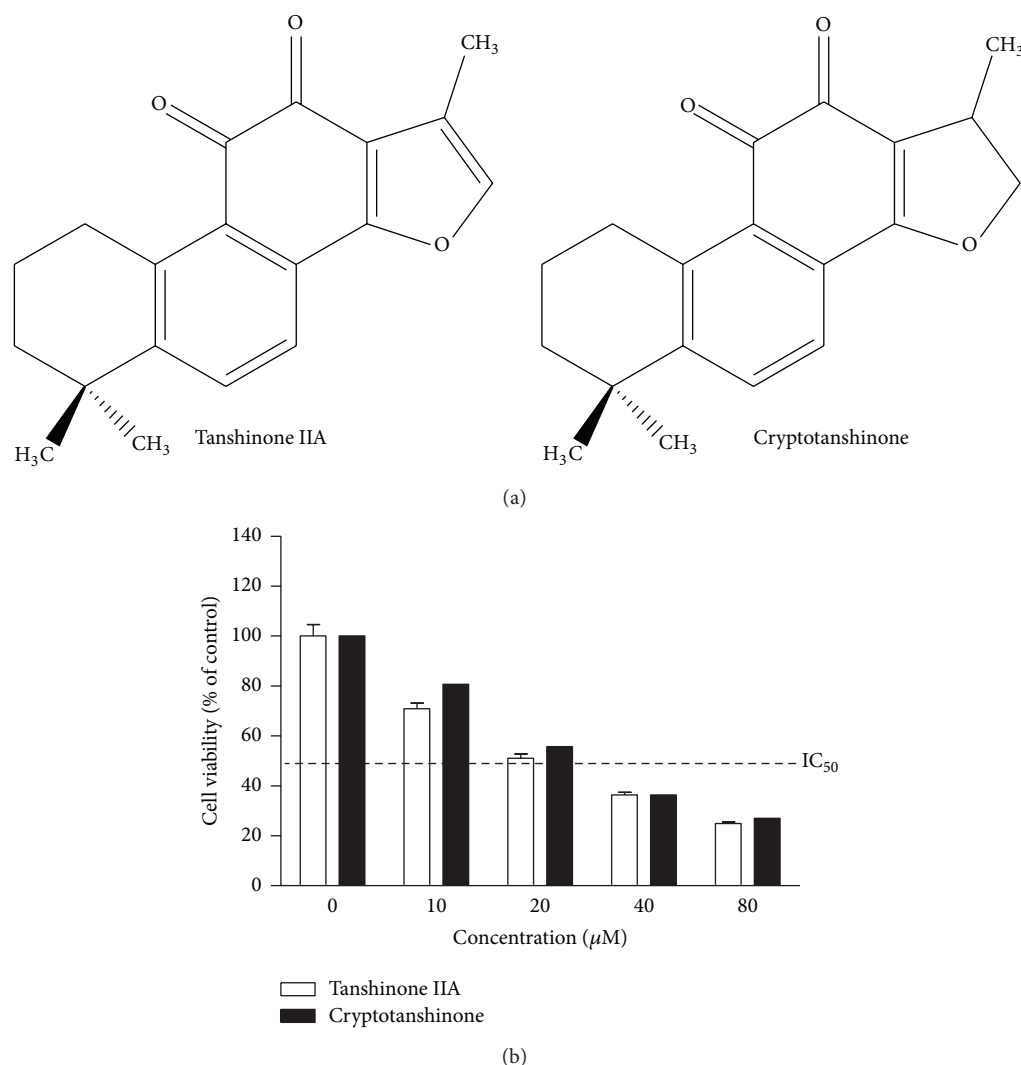 O
O
CH₃
O
H₃C
CH₃
Tanshinone IIA
O
O
CH₃
O
H₃C
CH₃
Cryptotanshinone
(a)
140
120
100
80
60
40
20
0
Cell viability (% of control)
IC₅₀
0 10 20 40 80
Concentration (μM)
Tanshinone IIA
Cryptotanshinone
(b)